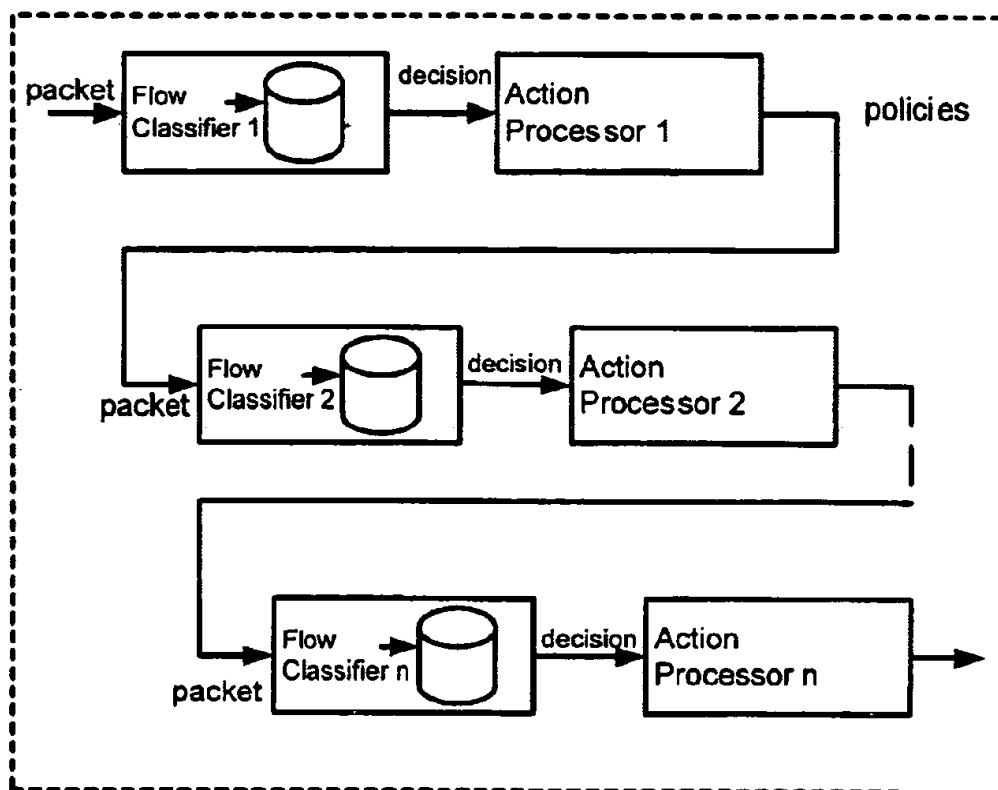 packet
Flow
Classifier 1
decision
Action
Processor 1
policies
packet
Flow
Classifier 2
decision
Action
Processor 2
packet
Flow
Classifier n
decision
Action
Processor n